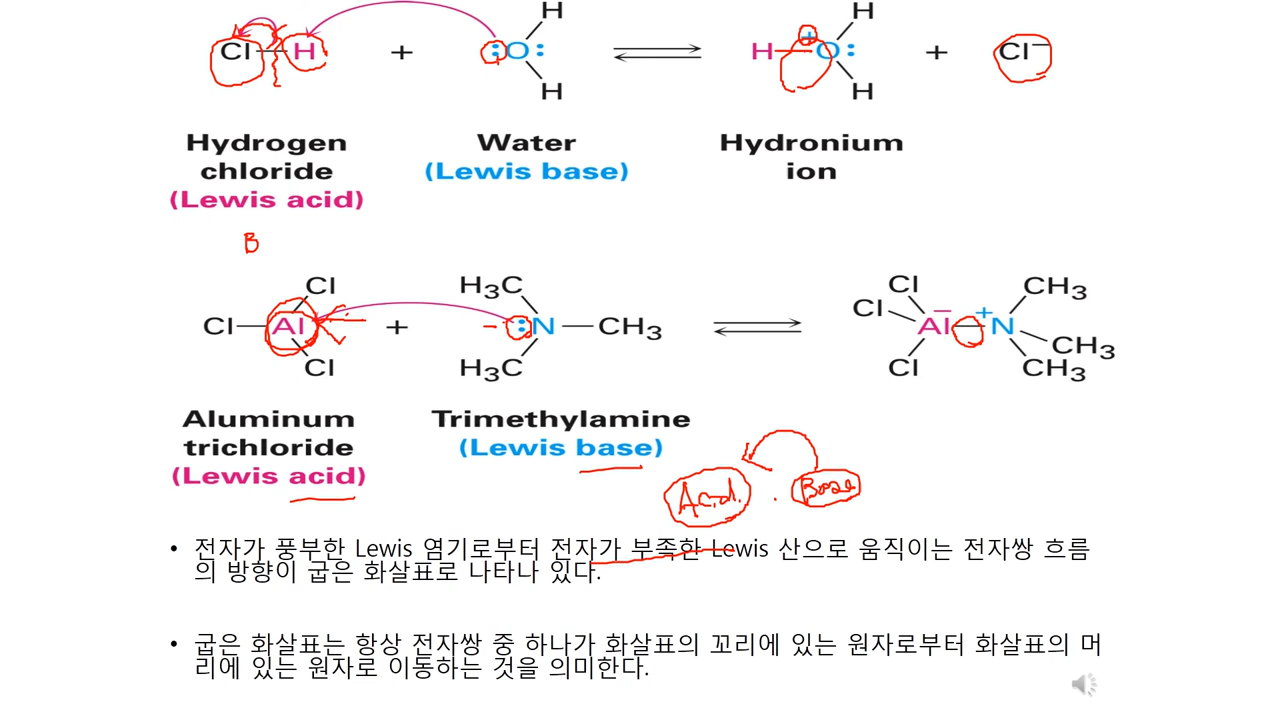 H H
Cl—H + :O: ⇌ H—O⁺: + Cl⁻
H H
Hydrogen Water Hydronium
chloride (Lewis base) ion
(Lewis acid)
B
Cl H₃C Cl CH₃
Cl—Al + :N—CH₃ ⇌ Cl—Al⁻—N⁺—CH₃
Cl H₃C Cl CH₃
Aluminum Trimethylamine
trichloride (Lewis base)
(Lewis acid)
Acid . Base
• 전자가 풍부한 Lewis 염기로부터 전자가 부족한 Lewis 산으로 움직이는 전자쌍 흐름
의 방향이 굽은 화살표로 나타나 있다.
• 굽은 화살표는 항상 전자쌍 중 하나가 화살표의 꼬리에 있는 원자로부터 화살표의 머
리에 있는 원자로 이동하는 것을 의미한다.